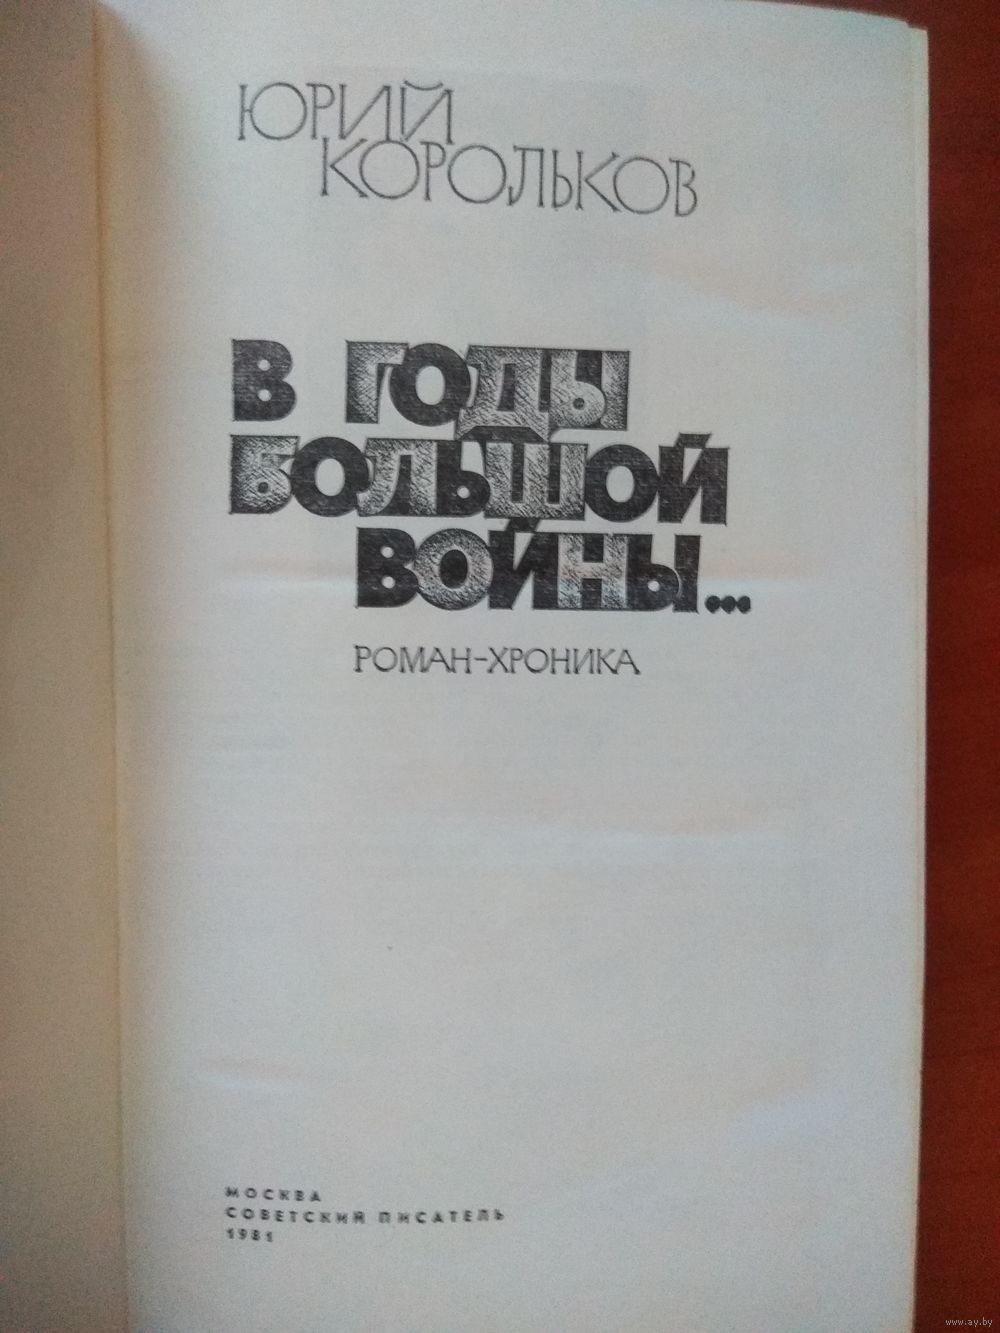 ЮРИЙ
КОРОЛЬКОВ
В ГОДЫ
БОЛЬШОЙ
ВОЙНЫ...
РОМАН-ХРОНИКА
МОСКВА
СОВЕТСКИЙ ПИСАТЕЛЬ
1981
www.ay.by